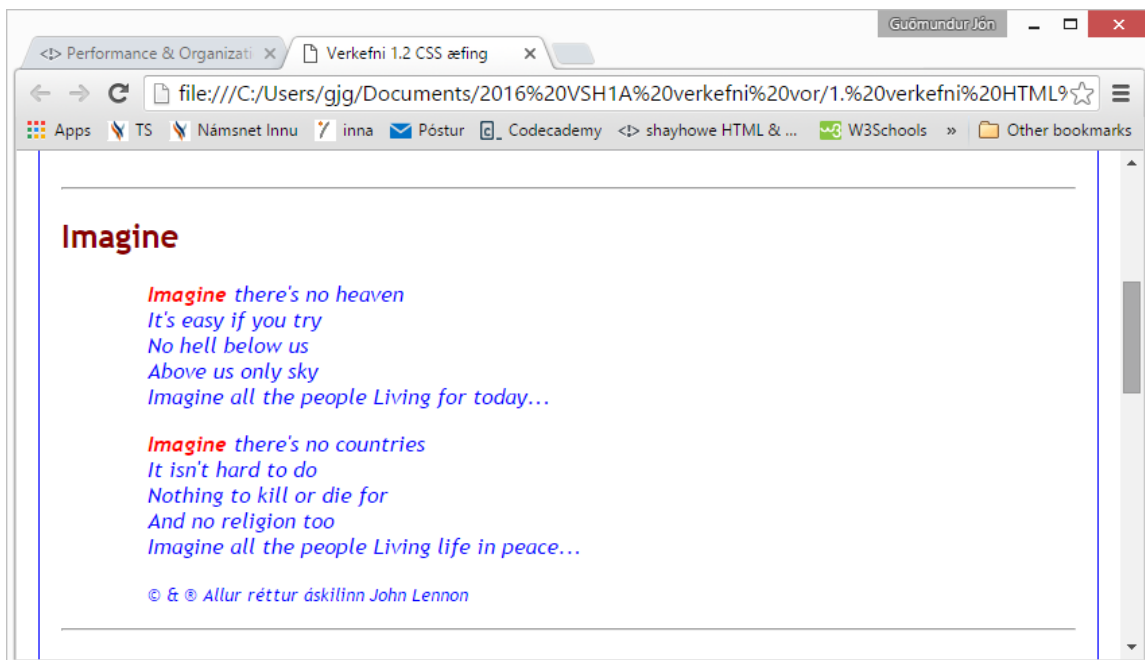 Guðmundur Jón
<!> Performance & Organizati
Verkefni 1.2 CSS æfing
file:///C:/Users/gjg/Documents/2016%20VSH1A%20verkefni%20vor/1.%20verkefni%20HTML%
Apps TS Námsnet Innu inna Póstur Codecademy <!> shayhowe HTML & ... W3Schools » Other bookmarks
Imagine
Imagine there's no heaven
It's easy if you try
No hell below us
Above us only sky
Imagine all the people Living for today...
Imagine there's no countries
It isn't hard to do
Nothing to kill or die for
And no religion too
Imagine all the people Living life in peace...
© & ® Allur réttur áskilinn John Lennon